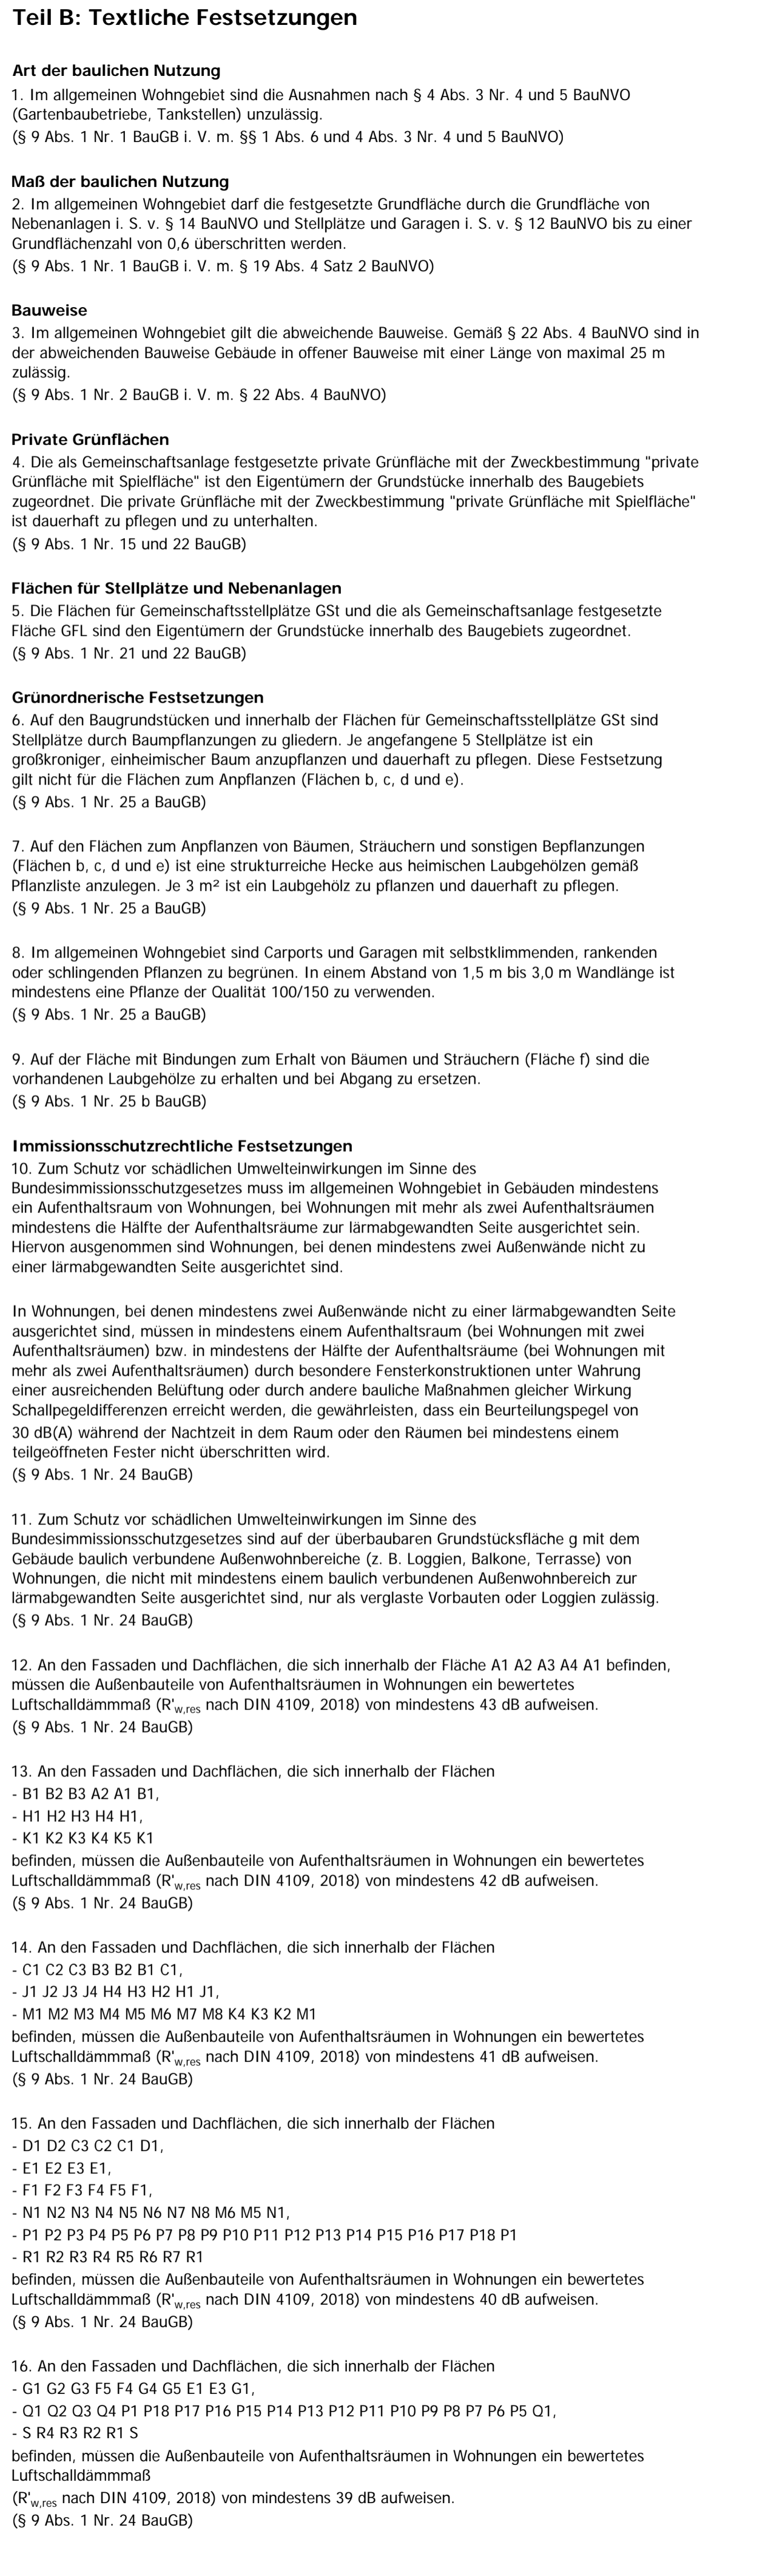 Teil B: Textliche Festsetzungen
Art der baulichen Nutzung
1. Im allgemeinen Wohngebiet sind die Ausnahmen nach § 4 Abs. 3 Nr. 4 und 5 BauNVO
(Gartenbaubetriebe, Tankstellen) unzulässig.
(§ 9 Abs. 1 Nr. 1 BauGB i. V. m. §§ 1 Abs. 6 und 4 Abs. 3 Nr. 4 und 5 BauNVO)
Maß der baulichen Nutzung
2. Im allgemeinen Wohngebiet darf die festgesetzte Grundfläche durch die Grundfläche von
Nebenanlagen i. S. v. § 14 BauNVO und Stellplätze und Garagen i. S. v. § 12 BauNVO bis zu einer
Grundflächenzahl von 0,6 überschritten werden.
(§ 9 Abs. 1 Nr. 1 BauGB i. V. m. § 19 Abs. 4 Satz 2 BauNVO)
Bauweise
3. Im allgemeinen Wohngebiet gilt die abweichende Bauweise. Gemäß § 22 Abs. 4 BauNVO sind in
der abweichenden Bauweise Gebäude in offener Bauweise mit einer Länge von maximal 25 m
zulässig.
(§ 9 Abs. 1 Nr. 2 BauGB i. V. m. § 22 Abs. 4 BauNVO)
Private Grünflächen
4. Die als Gemeinschaftsanlage festgesetzte private Grünfläche mit der Zweckbestimmung "private
Grünfläche mit Spielfläche" ist den Eigentümern der Grundstücke innerhalb des Baugebiets
zugeordnet. Die private Grünfläche mit der Zweckbestimmung "private Grünfläche mit Spielfläche"
ist dauerhaft zu pflegen und zu unterhalten.
(§ 9 Abs. 1 Nr. 15 und 22 BauGB)
Flächen für Stellplätze und Nebenanlagen
5. Die Flächen für Gemeinschaftsstellplätze GSt und die als Gemeinschaftsanlage festgesetzte
Fläche GFL sind den Eigentümern der Grundstücke innerhalb des Baugebiets zugeordnet.
(§ 9 Abs. 1 Nr. 21 und 22 BauGB)
Grünordnerische Festsetzungen
6. Auf den Baugrundstücken und innerhalb der Flächen für Gemeinschaftsstellplätze GSt sind
Stellplätze durch Baumpflanzungen zu gliedern. Je angefangene 5 Stellplätze ist ein
großkroniger, einheimischer Baum anzupflanzen und dauerhaft zu pflegen. Diese Festsetzung
gilt nicht für die Flächen zum Anpflanzen (Flächen b, c, d und e).
(§ 9 Abs. 1 Nr. 25 a BauGB)
7. Auf den Flächen zum Anpflanzen von Bäumen, Sträuchern und sonstigen Bepflanzungen
(Flächen b, c, d und e) ist eine strukturreiche Hecke aus heimischen Laubgehölzen gemäß
Pflanzliste anzulegen. Je 3 m² ist ein Laubgehölz zu pflanzen und dauerhaft zu pflegen.
(§ 9 Abs. 1 Nr. 25 a BauGB)
8. Im allgemeinen Wohngebiet sind Carports und Garagen mit selbstklimmenden, rankenden
oder schlingenden Pflanzen zu begrünen. In einem Abstand von 1,5 m bis 3,0 m Wandlänge ist
mindestens eine Pflanze der Qualität 100/150 zu verwenden.
(§ 9 Abs. 1 Nr. 25 a BauGB)
9. Auf der Fläche mit Bindungen zum Erhalt von Bäumen und Sträuchern (Fläche f) sind die
vorhandenen Laubgehölze zu erhalten und bei Abgang zu ersetzen.
(§ 9 Abs. 1 Nr. 25 b BauGB)
Immissionsschutzrechtliche Festsetzungen
10. Zum Schutz vor schädlichen Umwelteinwirkungen im Sinne des
Bundesimmissionsschutzgesetzes muss im allgemeinen Wohngebiet in Gebäuden mindestens
ein Aufenthaltsraum von Wohnungen, bei Wohnungen mit mehr als zwei Aufenthaltsräumen
mindestens die Hälfte der Aufenthaltsräume zur lärmabgewandten Seite ausgerichtet sein.
Hiervon ausgenommen sind Wohnungen, bei denen mindestens zwei Außenwände nicht zu
einer lärmabgewandten Seite ausgerichtet sind.
In Wohnungen, bei denen mindestens zwei Außenwände nicht zu einer lärmabgewandten Seite
ausgerichtet sind, müssen in mindestens einem Aufenthaltsraum (bei Wohnungen mit zwei
Aufenthaltsräumen) bzw. in mindestens der Hälfte der Aufenthaltsräume (bei Wohnungen mit
mehr als zwei Aufenthaltsräumen) durch besondere Fensterkonstruktionen unter Wahrung
einer ausreichenden Belüftung oder durch andere bauliche Maßnahmen gleicher Wirkung
Schallpegeldifferenzen erreicht werden, die gewährleisten, dass ein Beurteilungspegel von
30 dB(A) während der Nachtzeit in dem Raum oder den Räumen bei mindestens einem
teilgeöffneten Fester nicht überschritten wird.
(§ 9 Abs. 1 Nr. 24 BauGB)
11. Zum Schutz vor schädlichen Umwelteinwirkungen im Sinne des
Bundesimmissionsschutzgesetzes sind auf der überbaubaren Grundstücksfläche g mit dem
Gebäude baulich verbundene Außenwohnbereiche (z. B. Loggien, Balkone, Terrasse) von
Wohnungen, die nicht mit mindestens einem baulich verbundenen Außenwohnbereich zur
lärmabgewandten Seite ausgerichtet sind, nur als verglaste Vorbauten oder Loggien zulässig.
(§ 9 Abs. 1 Nr. 24 BauGB)
12. An den Fassaden und Dachflächen, die sich innerhalb der Fläche A1 A2 A3 A4 A1 befinden,
müssen die Außenbauteile von Aufenthaltsräumen in Wohnungen ein bewertetes
Luftschalldämmmaß (R'w,res nach DIN 4109, 2018) von mindestens 43 dB aufweisen.
(§ 9 Abs. 1 Nr. 24 BauGB)
13. An den Fassaden und Dachflächen, die sich innerhalb der Flächen
- B1 B2 B3 A2 A1 B1,
- H1 H2 H3 H4 H1,
- K1 K2 K3 K4 K5 K1
befinden, müssen die Außenbauteile von Aufenthaltsräumen in Wohnungen ein bewertetes
Luftschalldämmmaß (R'w,res nach DIN 4109, 2018) von mindestens 42 dB aufweisen.
(§ 9 Abs. 1 Nr. 24 BauGB)
14. An den Fassaden und Dachflächen, die sich innerhalb der Flächen
- C1 C2 C3 B3 B2 B1 C1,
- J1 J2 J3 J4 H4 H3 H2 H1 J1,
- M1 M2 M3 M4 M5 M6 M7 M8 K4 K3 K2 M1
befinden, müssen die Außenbauteile von Aufenthaltsräumen in Wohnungen ein bewertetes
Luftschalldämmmaß (R'w,res nach DIN 4109, 2018) von mindestens 41 dB aufweisen.
(§ 9 Abs. 1 Nr. 24 BauGB)
15. An den Fassaden und Dachflächen, die sich innerhalb der Flächen
- D1 D2 C3 C2 C1 D1,
- E1 E2 E3 E1,
- F1 F2 F3 F4 F5 F1,
- N1 N2 N3 N4 N5 N6 N7 N8 M6 M5 N1,
- P1 P2 P3 P4 P5 P6 P7 P8 P9 P10 P11 P12 P13 P14 P15 P16 P17 P18 P1
- R1 R2 R3 R4 R5 R6 R7 R1
befinden, müssen die Außenbauteile von Aufenthaltsräumen in Wohnungen ein bewertetes
Luftschalldämmmaß (R'w,res nach DIN 4109, 2018) von mindestens 40 dB aufweisen.
(§ 9 Abs. 1 Nr. 24 BauGB)
16. An den Fassaden und Dachflächen, die sich innerhalb der Flächen
- G1 G2 G3 F5 F4 G4 G5 E1 E3 G1,
- Q1 Q2 Q3 Q4 P1 P18 P17 P16 P15 P14 P13 P12 P11 P10 P9 P8 P7 P6 P5 Q1,
- S R4 R3 R2 R1 S
befinden, müssen die Außenbauteile von Aufenthaltsräumen in Wohnungen ein bewertetes
Luftschalldämmmaß
(R'w,res nach DIN 4109, 2018) von mindestens 39 dB aufweisen.
(§ 9 Abs. 1 Nr. 24 BauGB)